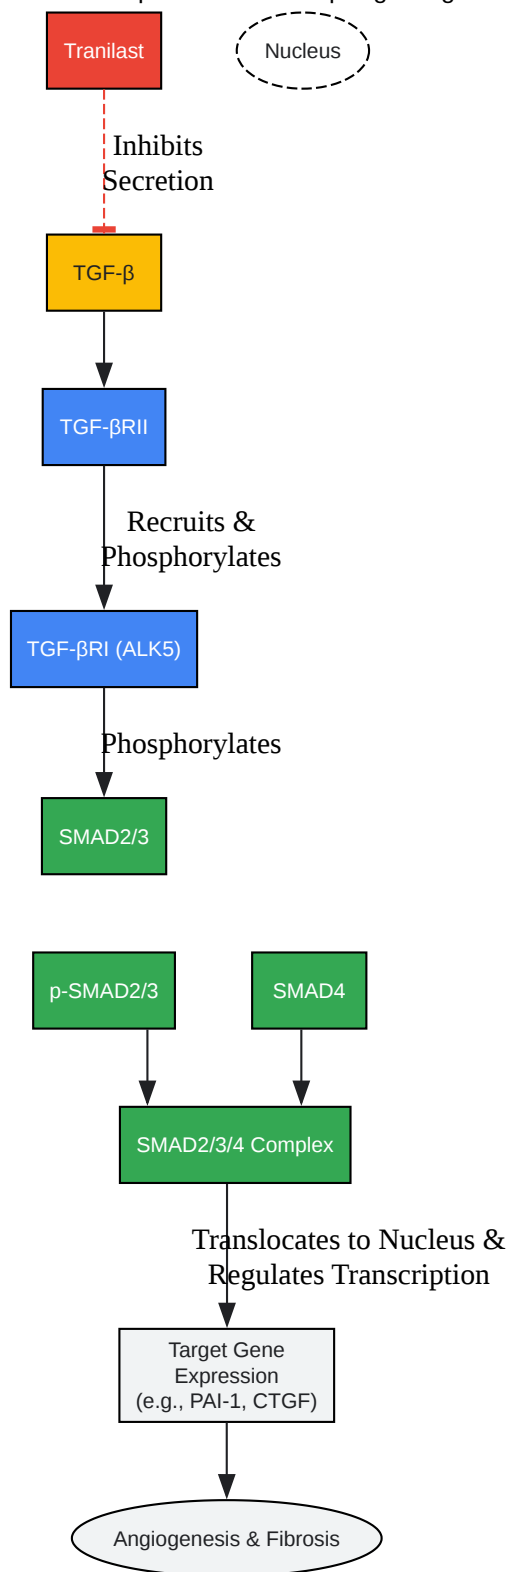 Tranilast
Nucleus
Inhibits
Secretion
TGF-β
TGF-βRII
Recruits &
Phosphorylates
TGF-βRI (ALK5)
Phosphorylates
SMAD2/3
p-SMAD2/3
SMAD4
SMAD2/3/4 Complex
Translocates to Nucleus &
Regulates Transcription
Target Gene
Expression
(e.g., PAI-1, CTGF)
Angiogenesis & Fibrosis